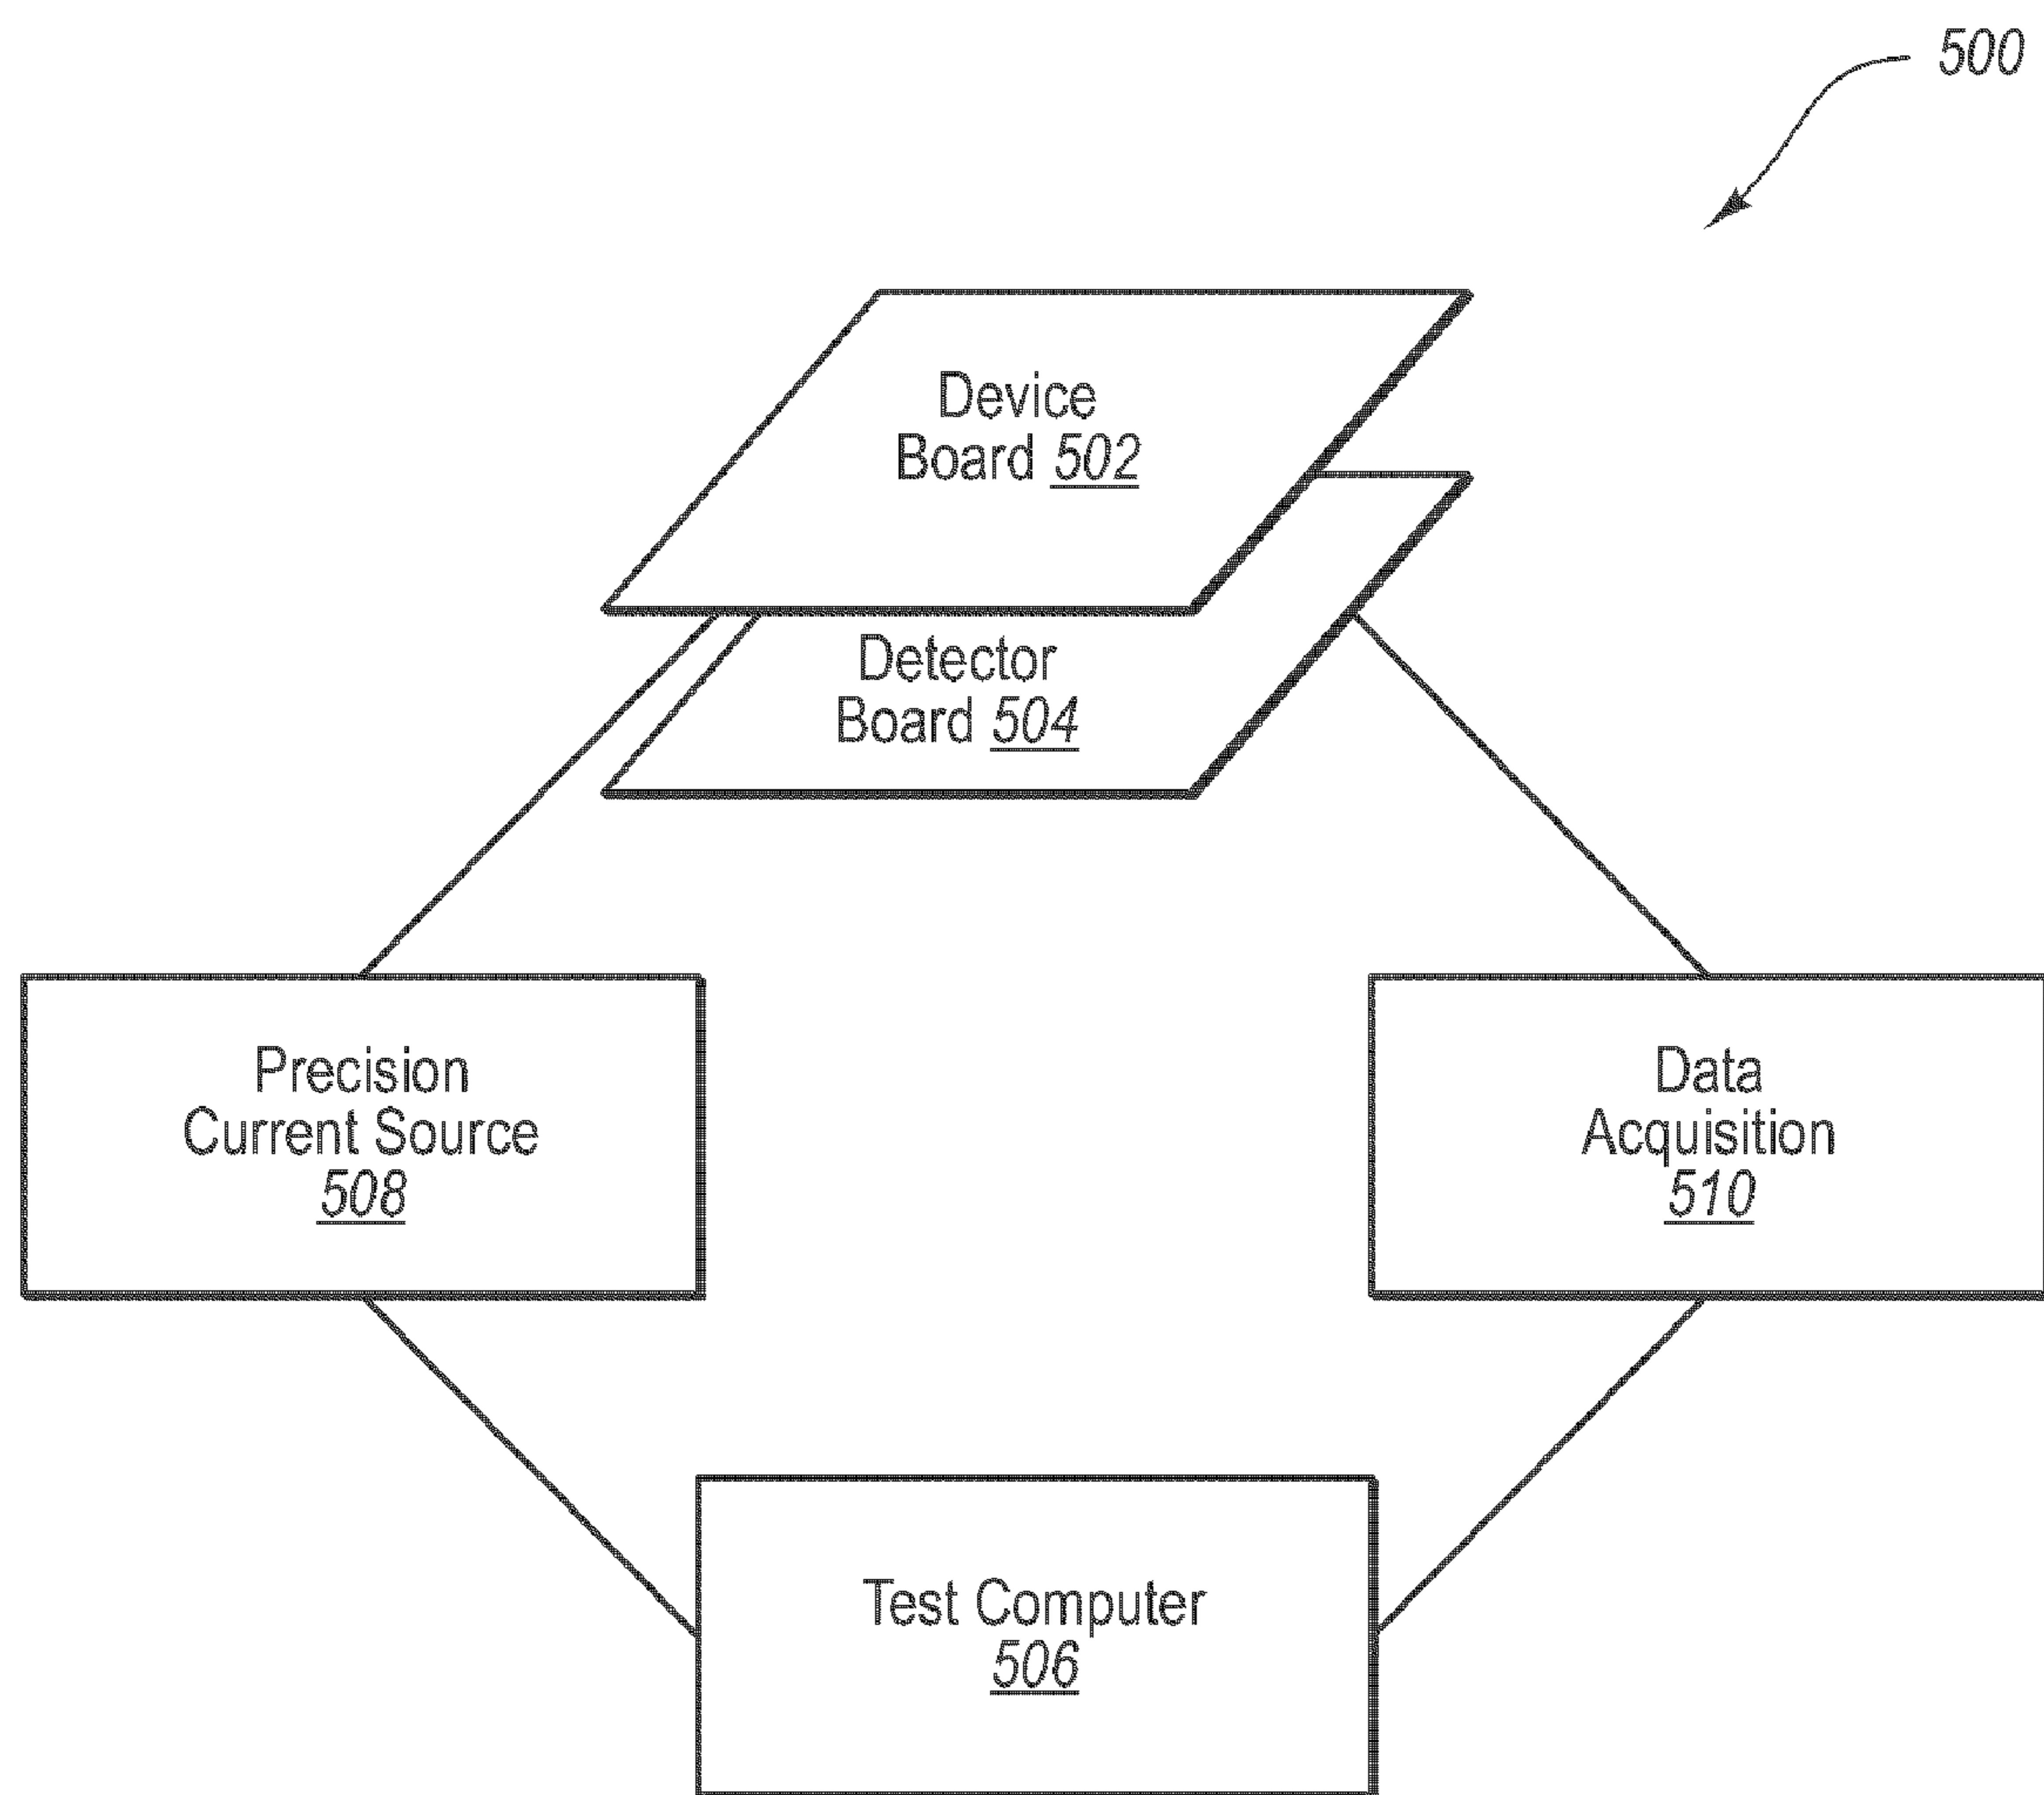 500
Device
Board 502
Detector
Board 504
Precision
Current Source
508
Data
Acquisition
510
Test Computer
506